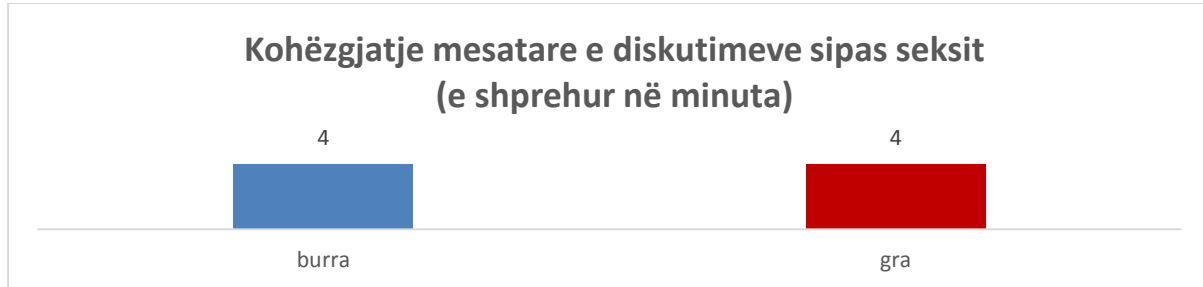 Kohëzgjatje mesatare e diskutimeve sipas seksit
(e shprehur në minuta)
4
4
burra
gra